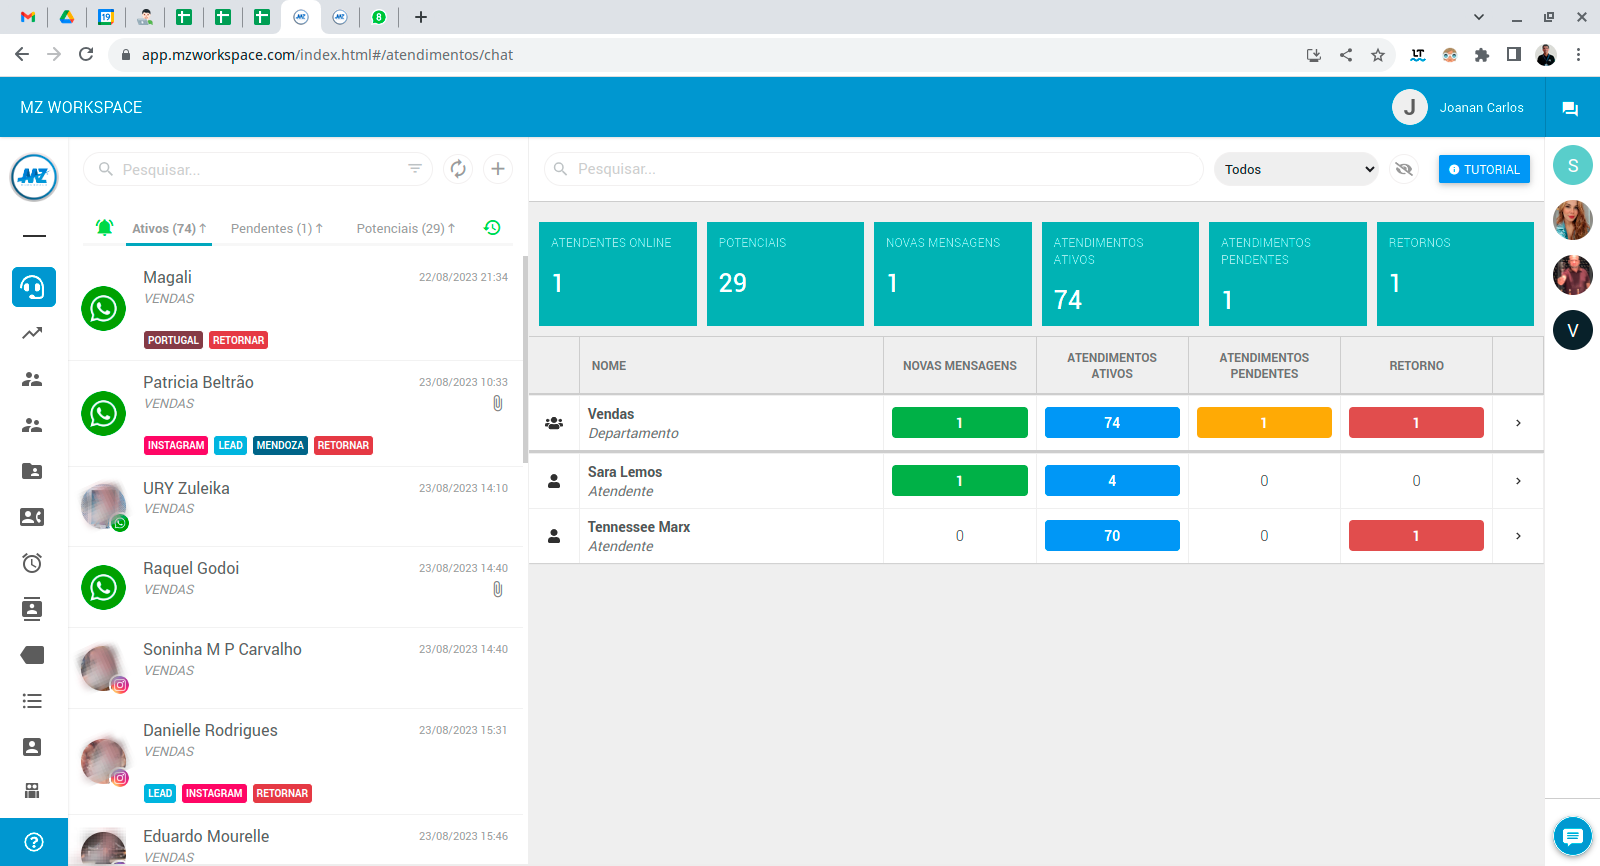 19
MZ
MZ
8
app.mzworkspace.com/index.html#/atendimentos/chat
LT
MZ WORKSPACE
J
Joanan Carlos
MZ
Pesquisar...
Ativos (74)
Pendentes (1)
Potenciais (29)
Magali
22/08/2023 21:34
VENDAS
PORTUGAL RETORNAR
Patricia Beltrão
23/08/2023 10:33
VENDAS
INSTAGRAM LEAD MENDOZA RETORNAR
URY Zuleika
23/08/2023 14:10
VENDAS
Raquel Godoi
23/08/2023 14:40
VENDAS
Soninha M P Carvalho
23/08/2023 14:40
VENDAS
Danielle Rodrigues
23/08/2023 15:31
VENDAS
LEAD INSTAGRAM RETORNAR
Eduardo Mourelle
23/08/2023 15:46
VENDAS
Pesquisar...
Todos
TUTORIAL
ATENDENTES ONLINE
1
POTENCIAIS
29
NOVAS MENSAGENS
1
ATENDIMENTOS
ATIVOS
74
ATENDIMENTOS
PENDENTES
1
RETORNOS
1
NOME
NOVAS MENSAGENS
ATENDIMENTOS
ATIVOS
ATENDIMENTOS
PENDENTES
RETORNO
Vendas
Departamento
1 74 1 1
Sara Lemos
Atendente
1 4 0 0
Tennessee Marx
Atendente
0 70 0 1
S
V